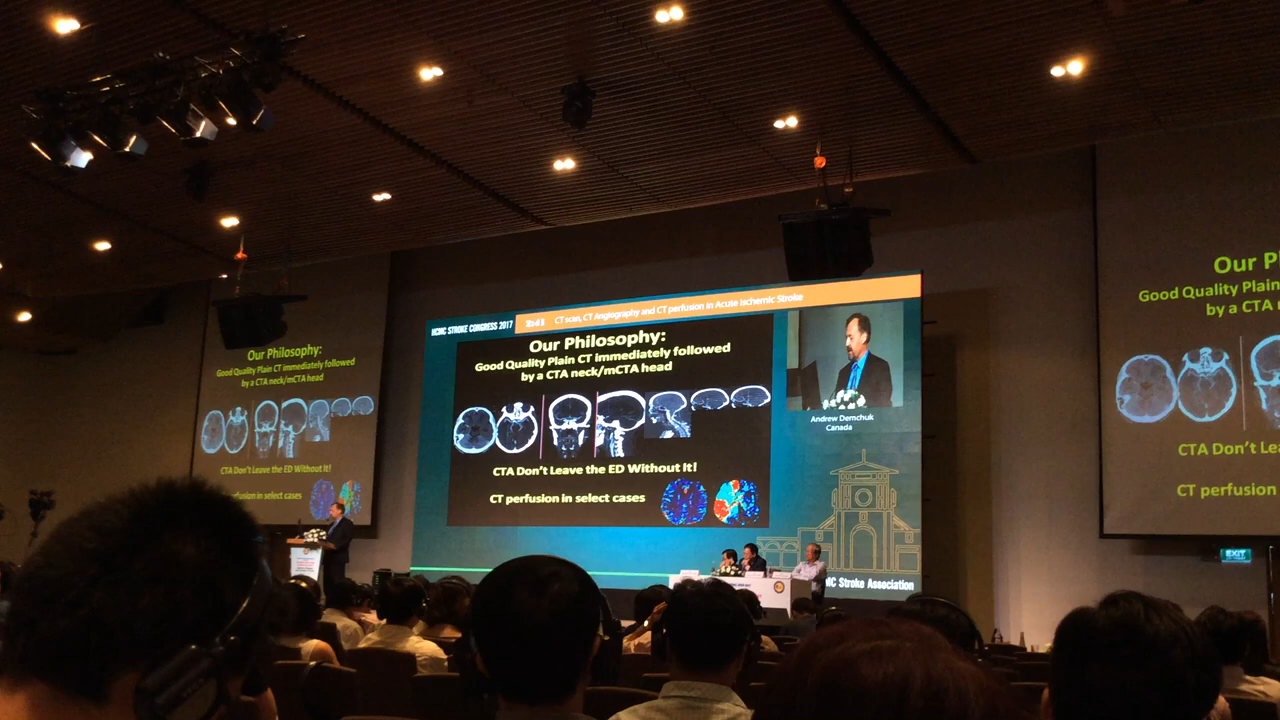 Our Philosophy:
Good Quality Plain CT immediately followed
by a CTA neck/mCTA head
CTA Don't Leave the ED Without It!
perfusion in select cases
HCMC STROKE CONGRESS 2017
2:41
CT scan, CT Angiography and CT perfusion in Acute Ischemic Stroke
Our Philosophy:
Good Quality Plain CT immediately followed
by a CTA neck/mCTA head
CTA Don't Leave the ED Without It!
CT perfusion in select cases
Andrew Demchuk
Canada
MC Stroke Association
Our P
Good Quality Plain
by a CTA
CTA Don't Lea
CT perfusion
EXIT